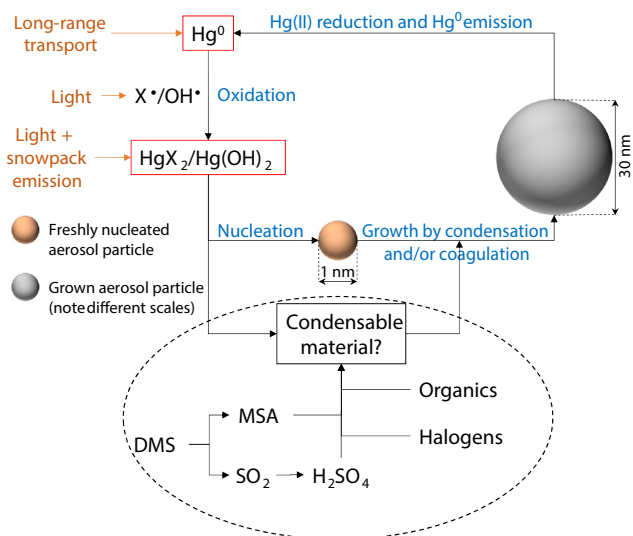 Long-range
transport
Hg⁰
Hg(II) reduction and Hg⁰ emission
Light
X•/OH•
Oxidation
Light +
snowpack
emission
HgX₂/Hg(OH)₂
30 nm
Freshly nucleated
aerosol particle
Nucleation
Growth by condensation
and/or coagulation
1 nm
Grown aerosol particle
(note different scales)
Condensable
material?
Organics
MSA
Halogens
DMS
SO₂
H₂SO₄